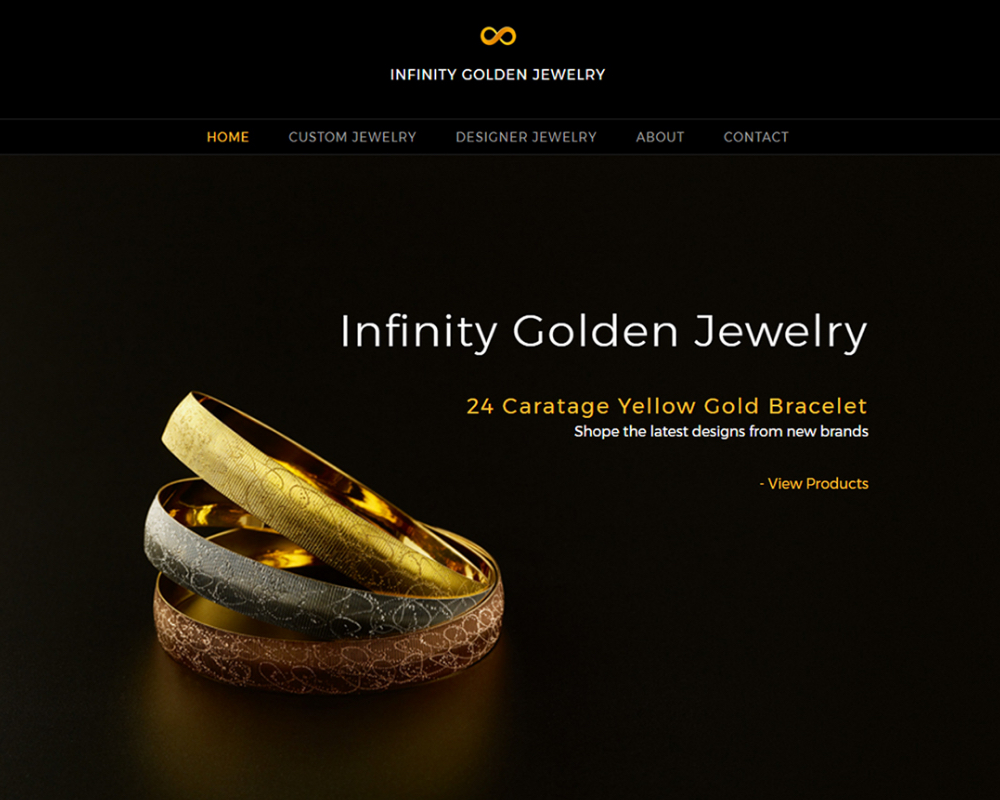 INFINITY GOLDEN JEWELRY
HOME CUSTOM JEWELRY DESIGNER JEWELRY ABOUT CONTACT
Infinity Golden Jewelry
24 Caratage Yellow Gold Bracelet
Shope the latest designs from new brands
- View Products